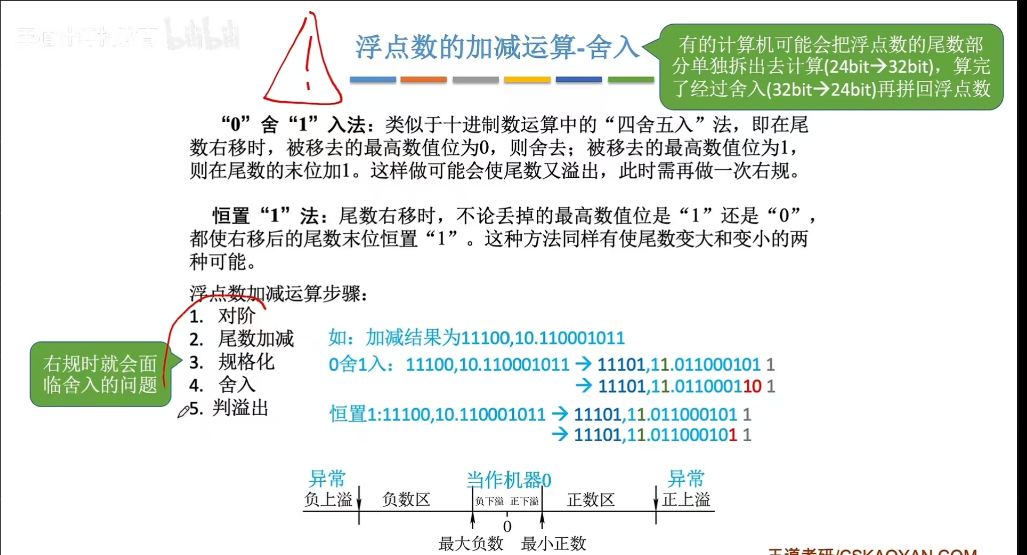 浮点数的加减运算-舍入
有的计算机可能会把浮点数的尾数部
分单独拆出去计算(24bit→32bit)，算完
了经过舍入(32bit→24bit)再拼回浮点数
“0”舍“1”入法：类似于十进制数运算中的“四舍五入”法，即在尾
数右移时，被移去的最高数值位为0，则舍去；被移去的最高数值位为1，
则在尾数的末位加1。这样做可能会使尾数又溢出，此时需再做一次右规。
恒置“1”法：尾数右移时，不论丢掉的最高数值位是“1”还是“0”，
都使右移后的尾数末位恒置“1”。这种方法同样有使尾数变大和变小的两
种可能。
浮点数加减运算步骤：
1. 对阶
2. 尾数加减
3. 规格化
4. 舍入
5. 判溢出
右规时就会面
临舍入的问题
如：加减结果为11100,10.110001011
0舍1入：11100,10.110001011 → 11101,11.011000101 1
→ 11101,11.011000110 1
恒置1:11100,10.110001011 → 11101,11.011000101 1
→ 11101,11.011000101 1
异常 当作机器0 异常
负上溢 负数区 负下溢 正下溢 正数区 正上溢
0
最大负数 最小正数
王道考研/CSKAOYAN.COM